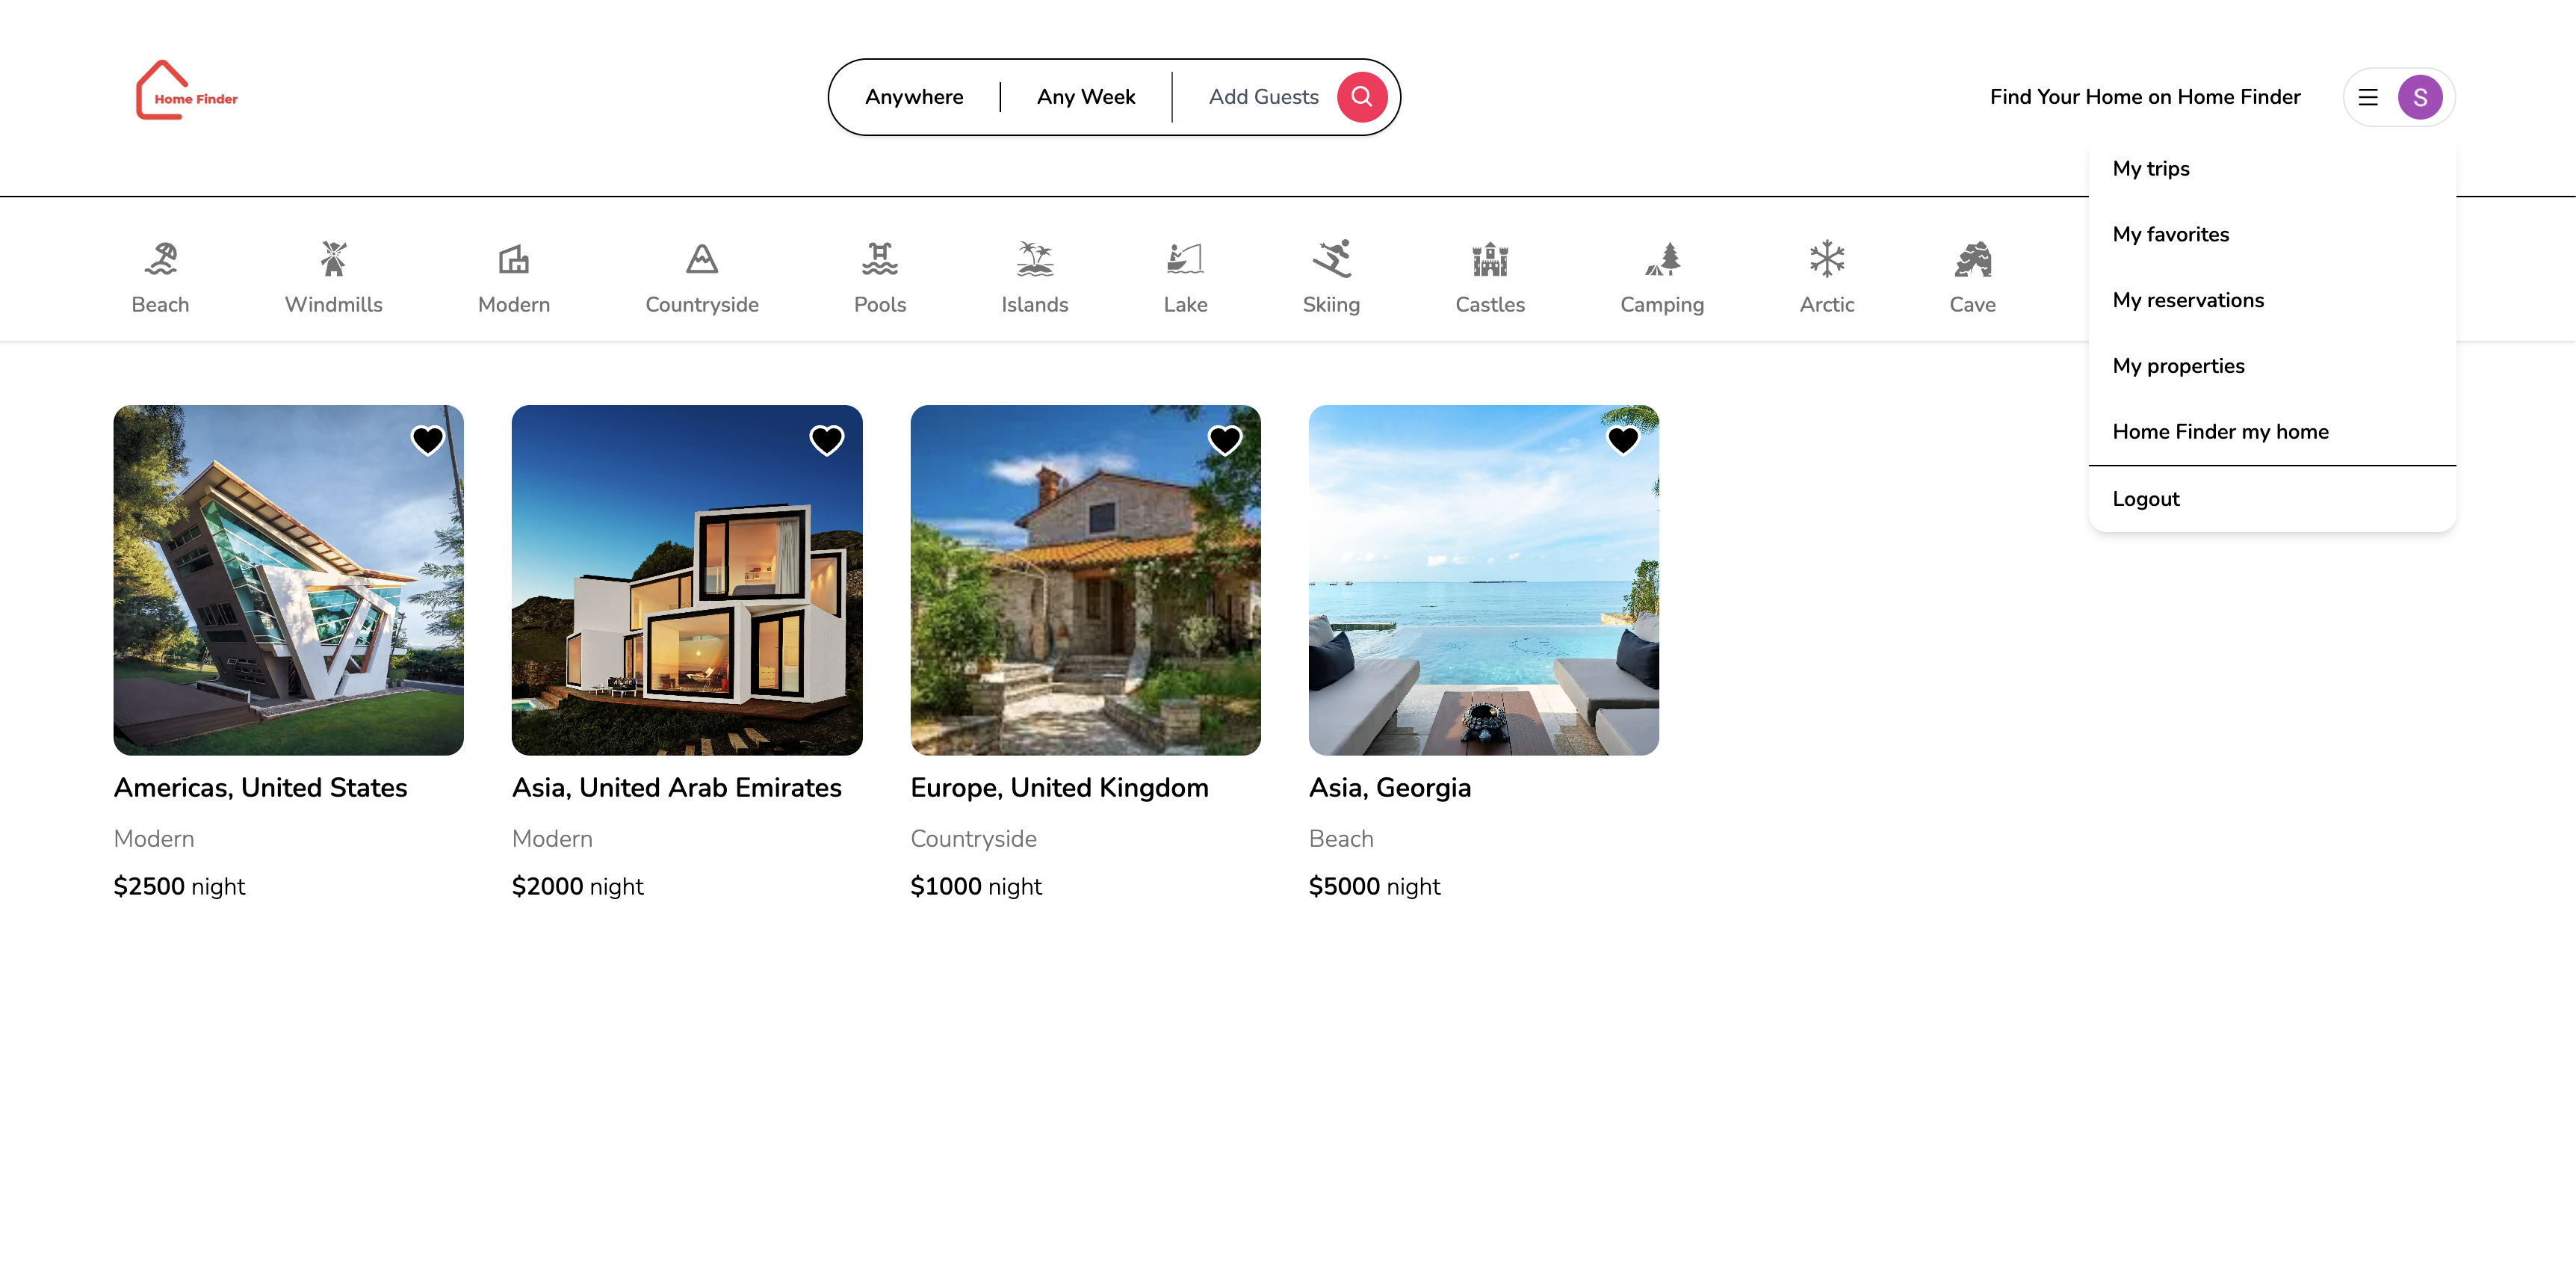 Home Finder
Anywhere
Any Week
Add Guests
Find Your Home on Home Finder
S
My trips
My favorites
My reservations
My properties
Home Finder my home
Logout
Beach
Windmills
Modern
Countryside
Pools
Islands
Lake
Skiing
Castles
Camping
Arctic
Cave
Americas, United States
Modern
$2500 night
Asia, United Arab Emirates
Modern
$2000 night
Europe, United Kingdom
Countryside
$1000 night
Asia, Georgia
Beach
$5000 night